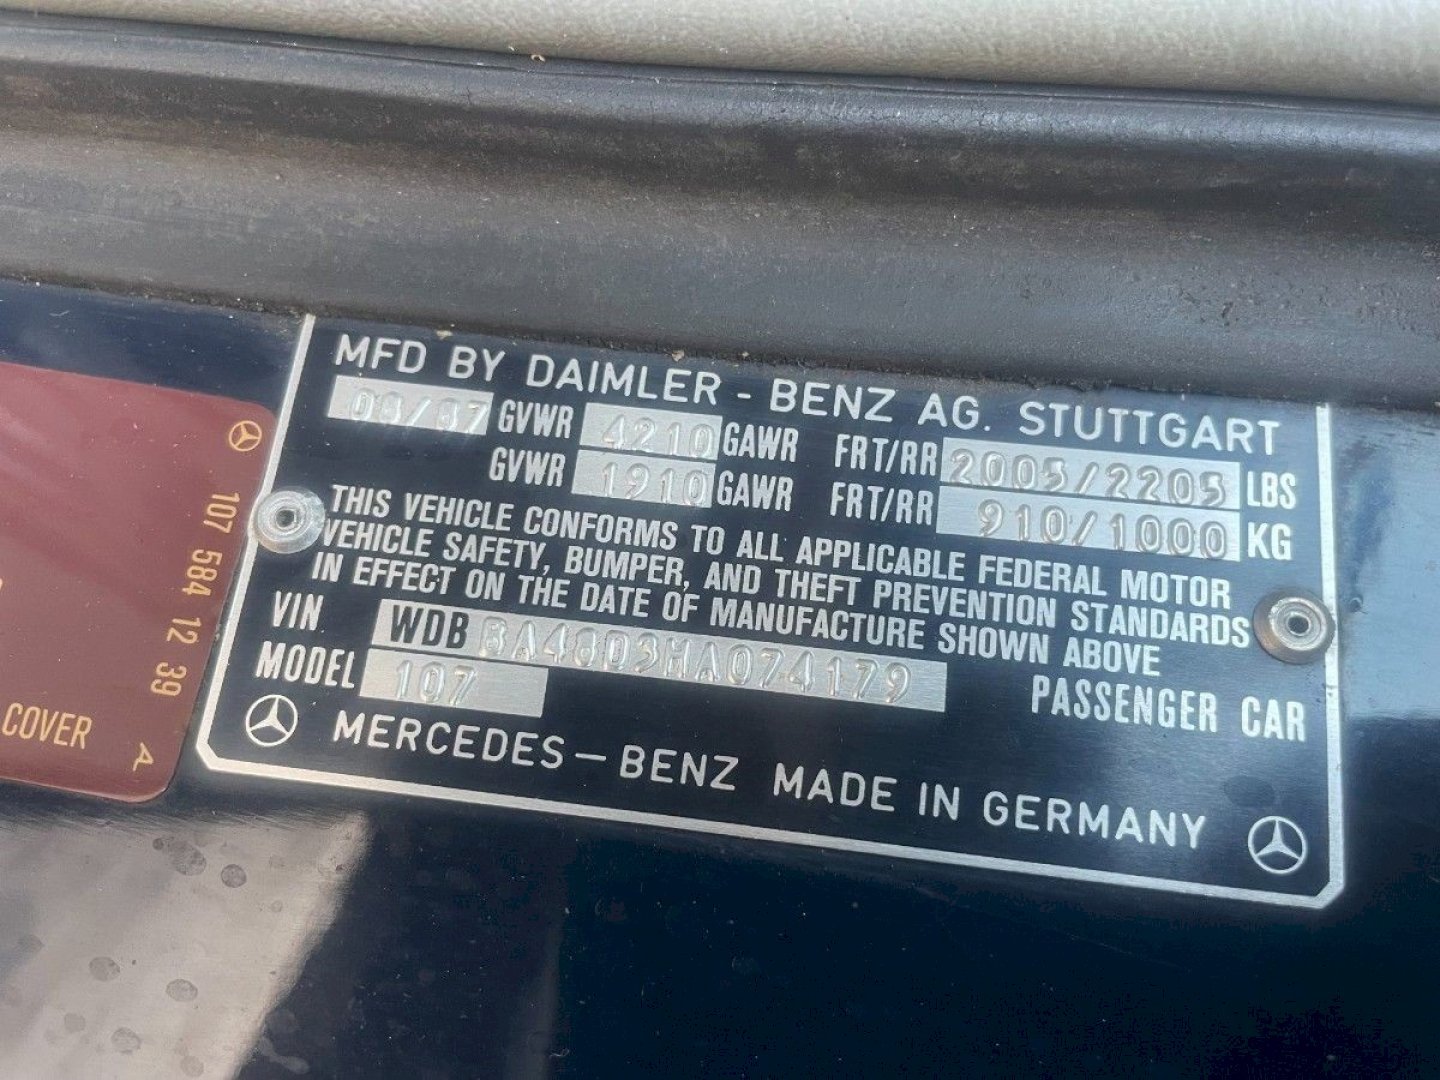 MFD BY DAIMLER - BENZ AG. STUTTGART
08/87 GVWR 4210 GAWR FRT/RR 2005/2205 LBS
GVWR 1910 GAWR FRT/RR 910/1000 KG
THIS VEHICLE CONFORMS TO ALL APPLICABLE FEDERAL MOTOR
VEHICLE SAFETY, BUMPER, AND THEFT PREVENTION STANDARDS
IN EFFECT ON THE DATE OF MANUFACTURE SHOWN ABOVE
VIN WDB BA48D3HA074179
MODEL 107 PASSENGER CAR
MERCEDES-BENZ MADE IN GERMANY
107 584 12 39
COVER A